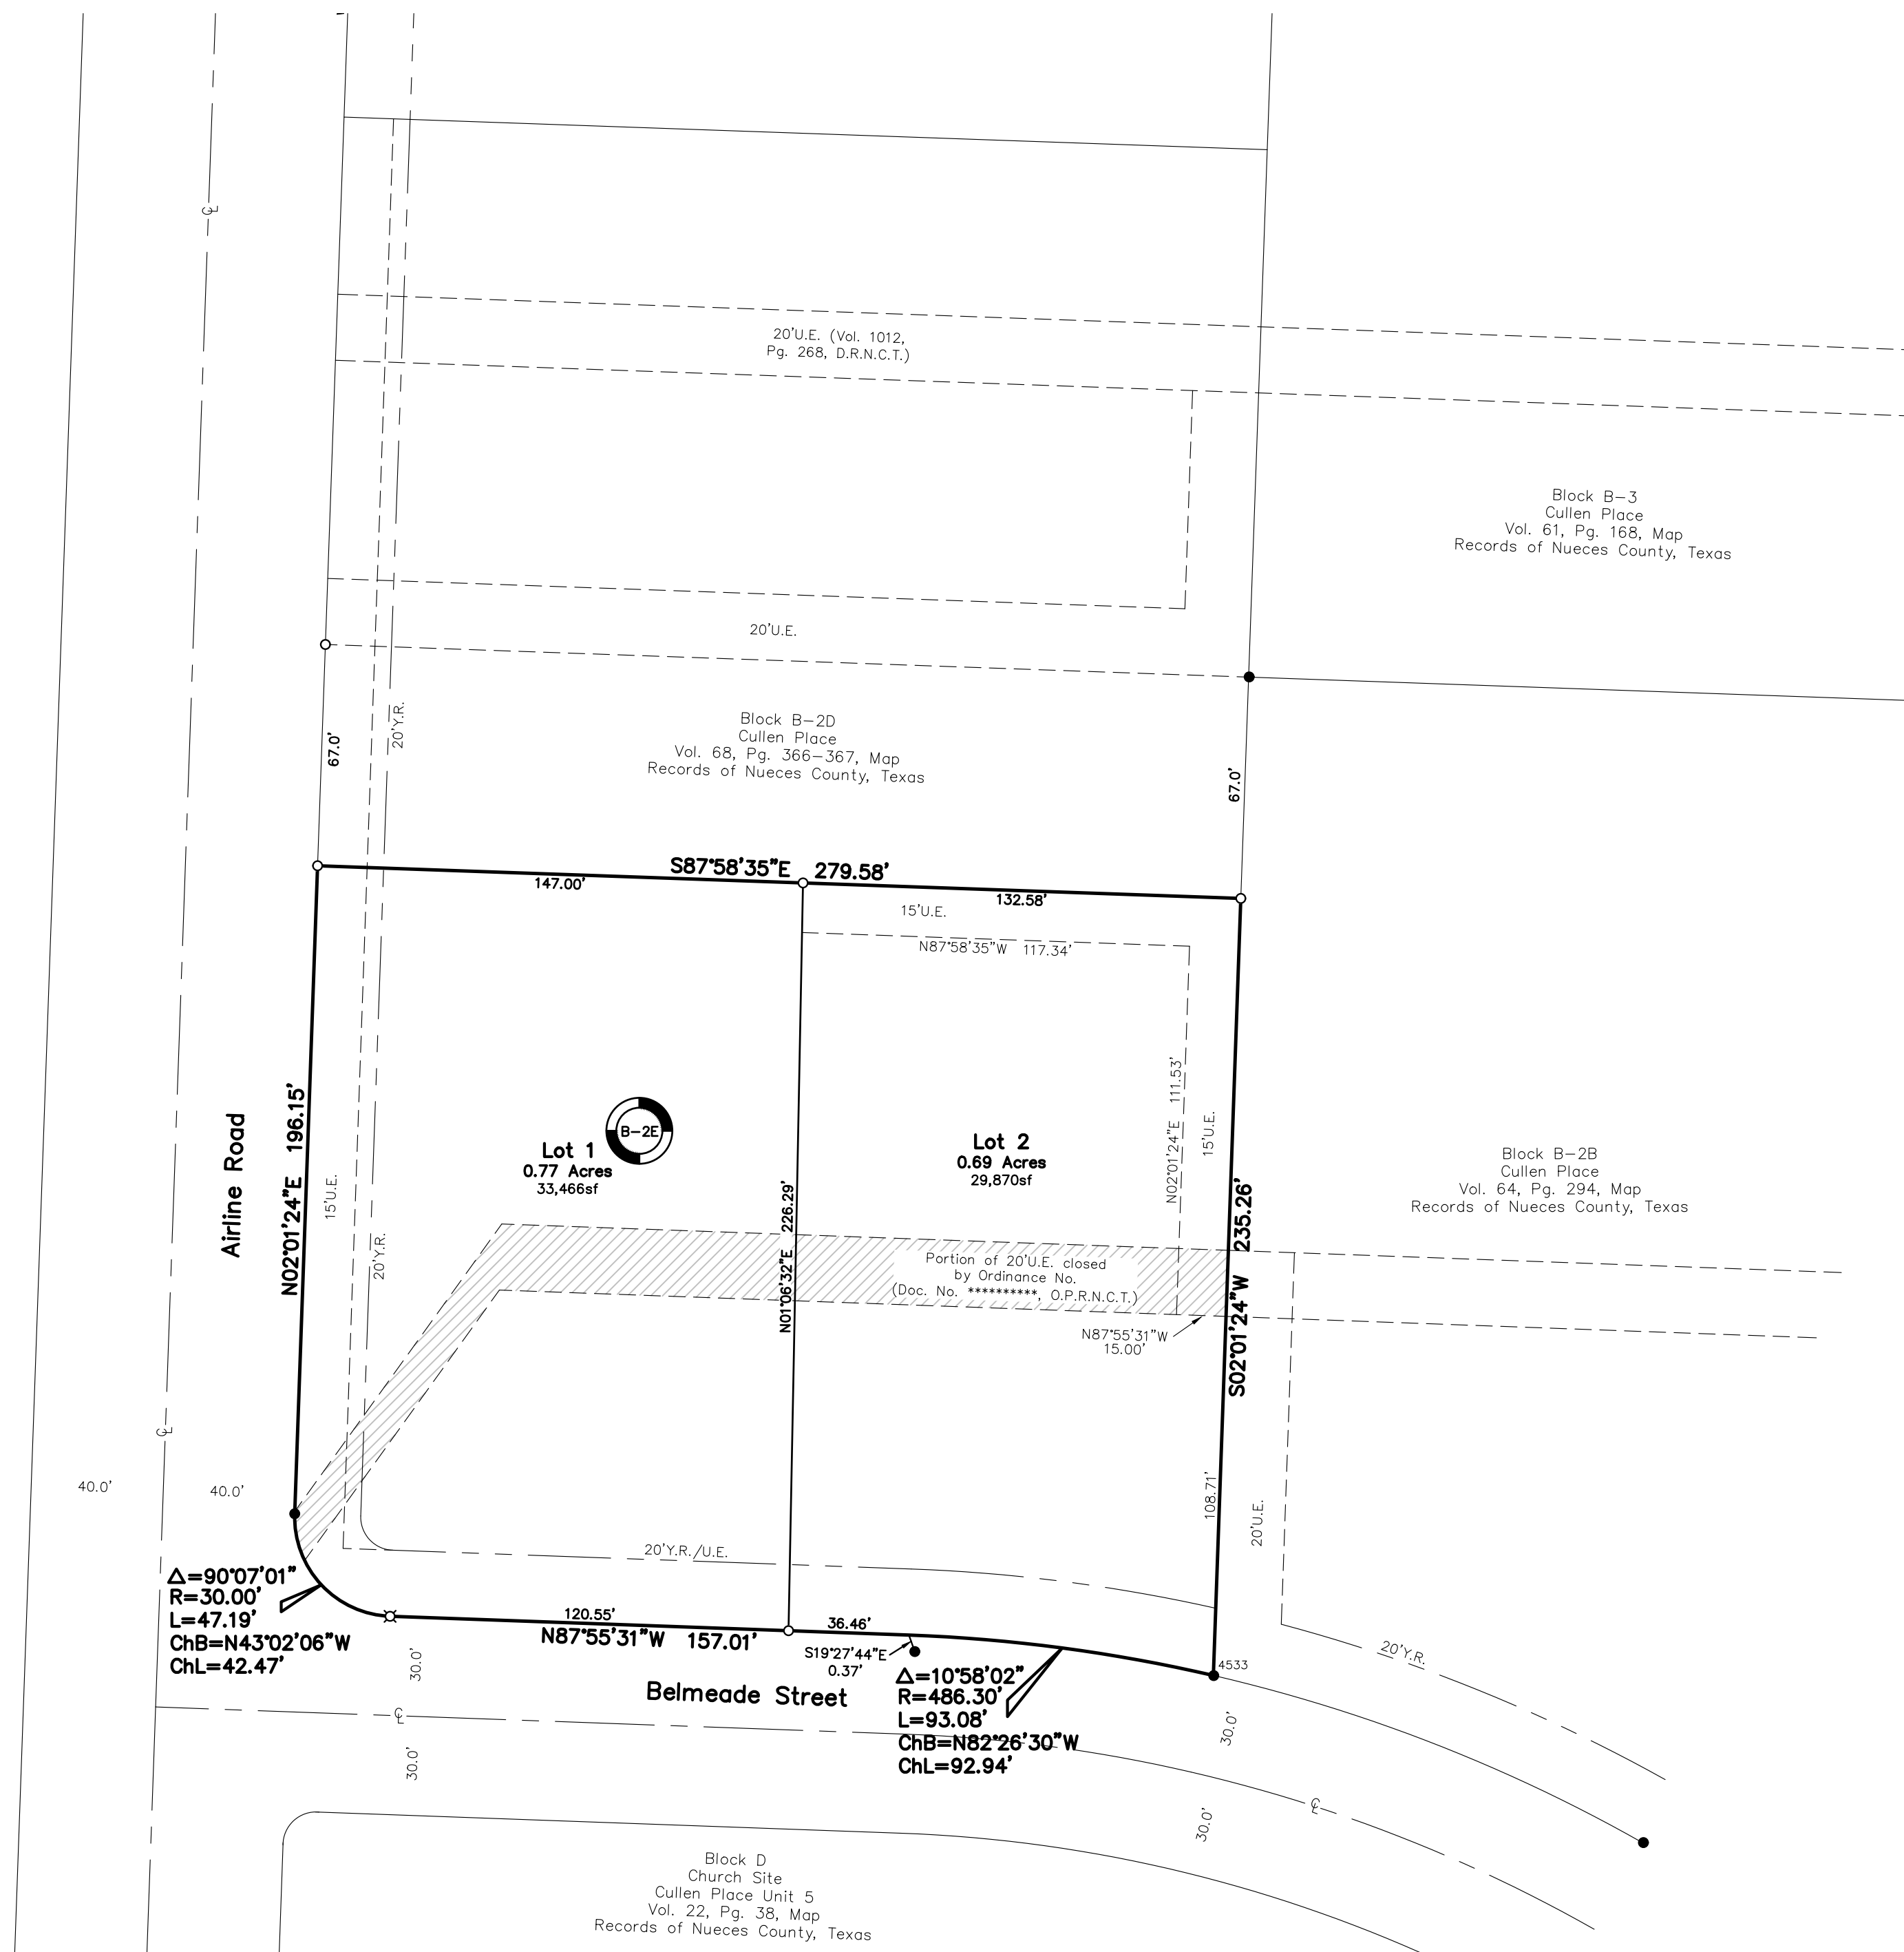 ℄
20'U.E. (Vol. 1012,
Pg. 268, D.R.N.C.T.)
Block B-3
Cullen Place
Vol. 61, Pg. 168, Map
Records of Nueces County, Texas
20'U.E.
67.0'
20'Y.R.
Block B-2D
Cullen Place
Vol. 68, Pg. 366-367, Map
Records of Nueces County, Texas
67.0'
S87°58'35"E 279.58'
147.00'
132.58'
15'U.E.
N87°58'35"W 117.34'
Airline Road
N02°01'24"E 196.15'
15'U.E.
20'Y.R.
B-2E
Lot 1
0.77 Acres
33,466sf
N01°06'32"E 226.29'
Lot 2
0.69 Acres
29,870sf
N02°01'24"E 111.53'
15'U.E.
S02°01'24"W 235.26'
Block B-2B
Cullen Place
Vol. 64, Pg. 294, Map
Records of Nueces County, Texas
Portion of 20'U.E. closed
by Ordinance No.
(Doc. No. **********, O.P.R.N.C.T.)
N87°55'31"W
15.00'
℄
40.0'
40.0'
108.71'
20'U.E.
20'Y.R./U.E.
Δ=90°07'01"
R=30.00'
L=47.19'
ChB=N43°02'06"W
ChL=42.47'
120.55'
N87°55'31"W 157.01'
36.46'
S19°27'44"E
0.37'
4533
20'Y.R.
Δ=10°58'02"
R=486.30'
L=93.08'
ChB=N82°26'30"W
ChL=92.94'
30.0'
Belmeade Street
℄
30.0'
30.0'
℄
30.0'
Block D
Church Site
Cullen Place Unit 5
Vol. 22, Pg. 38, Map
Records of Nueces County, Texas